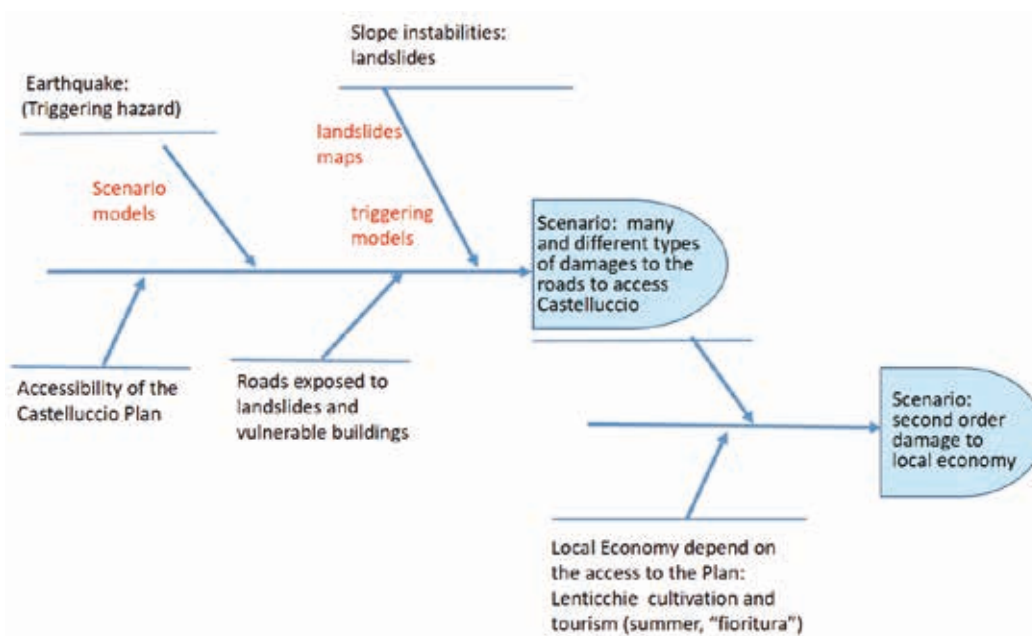 Slope instabilities:
landslides
Earthquake:
(Triggering hazard)
landslides
maps
Scenario
models
triggering
models
Scenario: many
and different types
of damages to the
roads to access
Castelluccio
Accessibility of the
Castelluccio Plan
Roads exposed to
landslides and
vulnerable buildings
Scenario:
second order
damage to
local economy
Local Economy depend on
the access to the Plan:
Lenticchie cultivation and
tourism (summer, "fioritura")